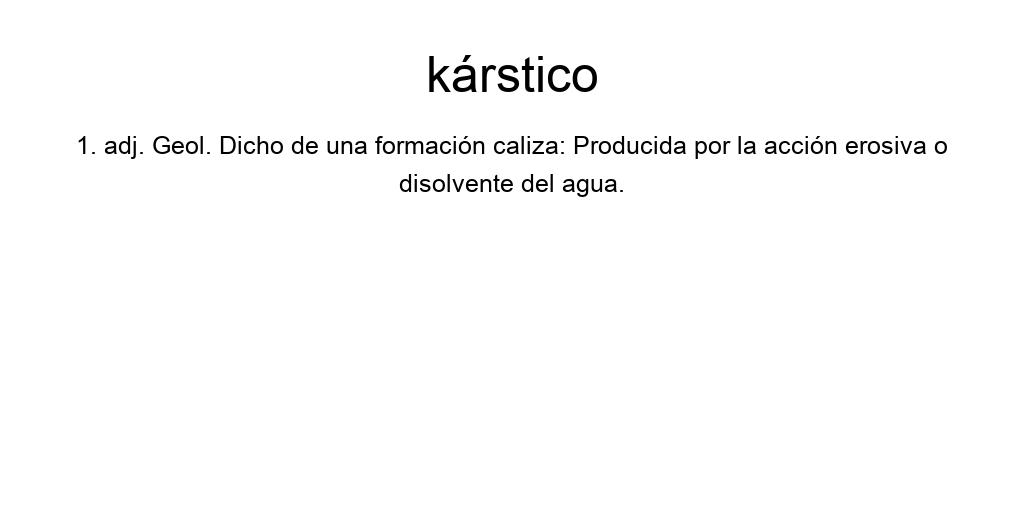 kárstico
1. adj. Geol. Dicho de una formación caliza: Producida por la acción erosiva o
disolvente del agua.